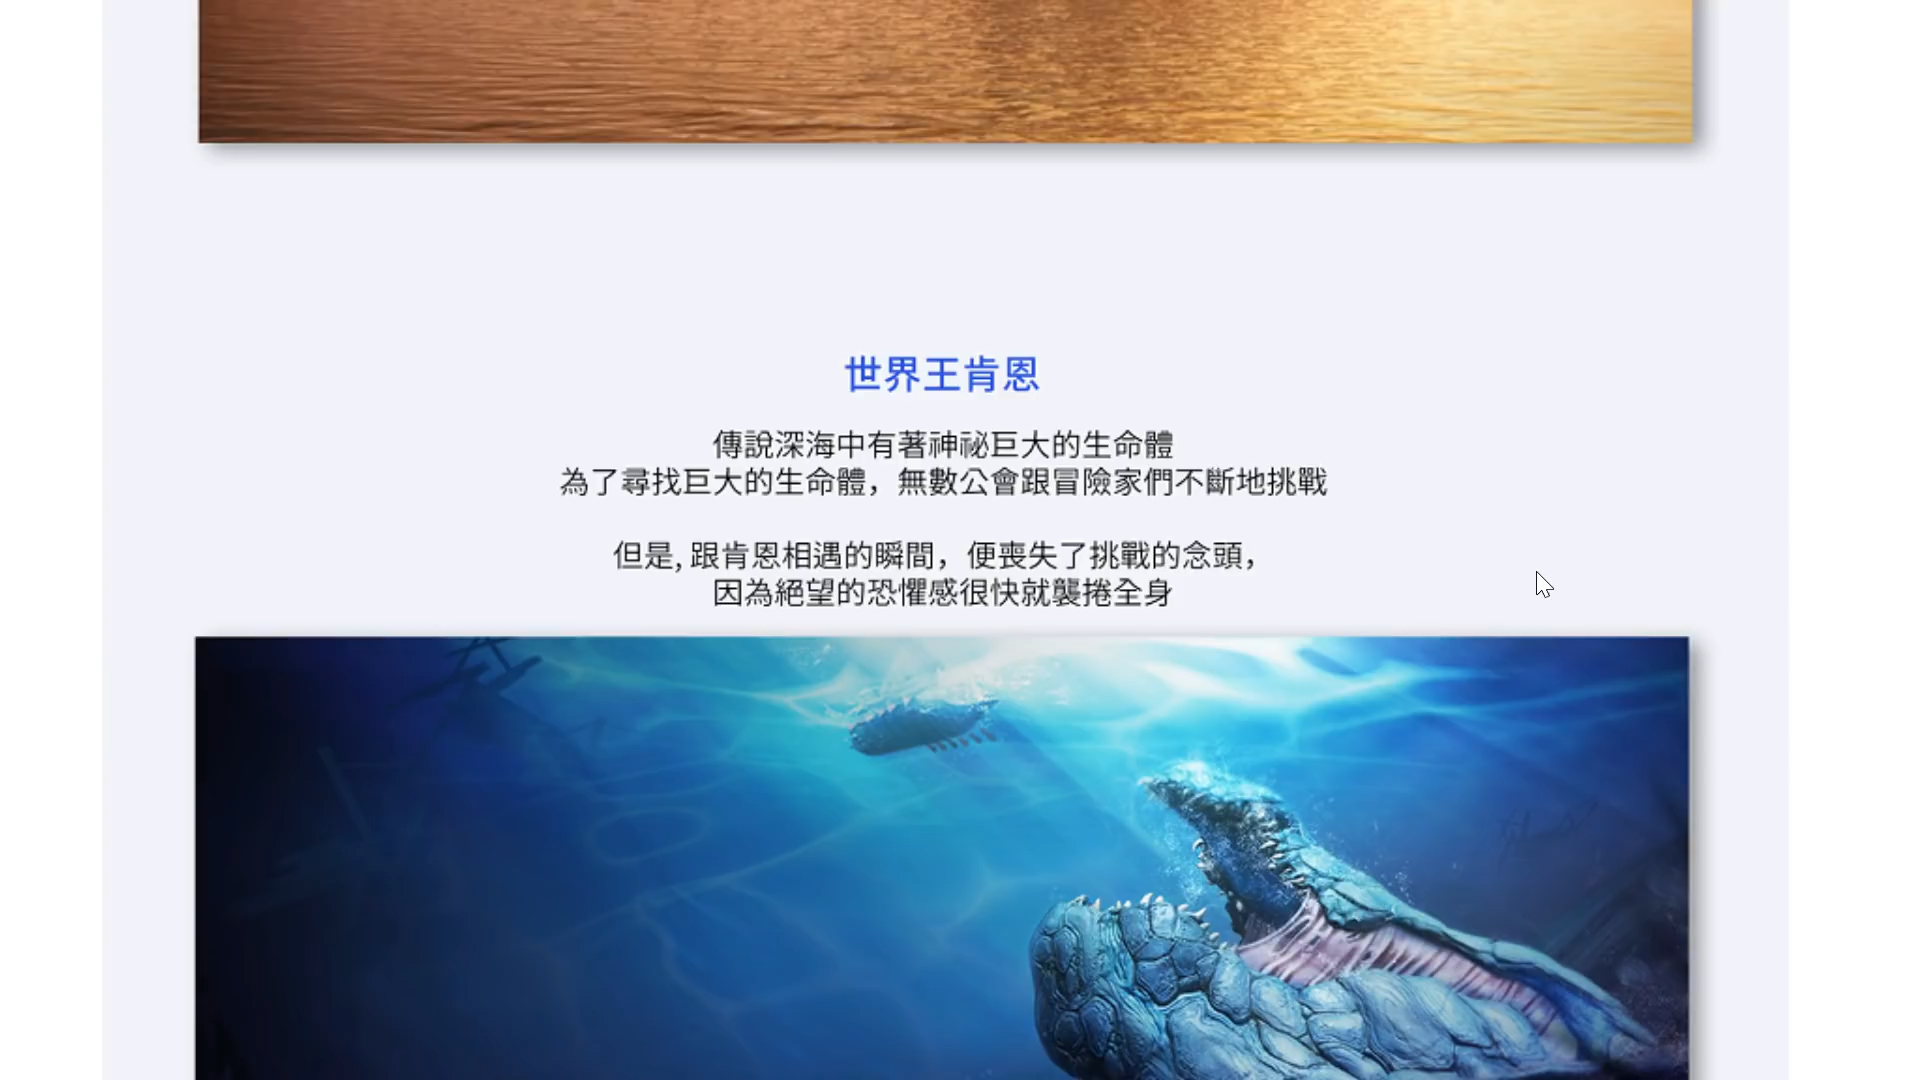 世界王肯恩
傳說深海中有著神祕巨大的生命體
為了尋找巨大的生命體，無數公會跟冒險家們不斷地挑戰
但是, 跟肯恩相遇的瞬間，便喪失了挑戰的念頭，
因為絕望的恐懼感很快就襲捲全身